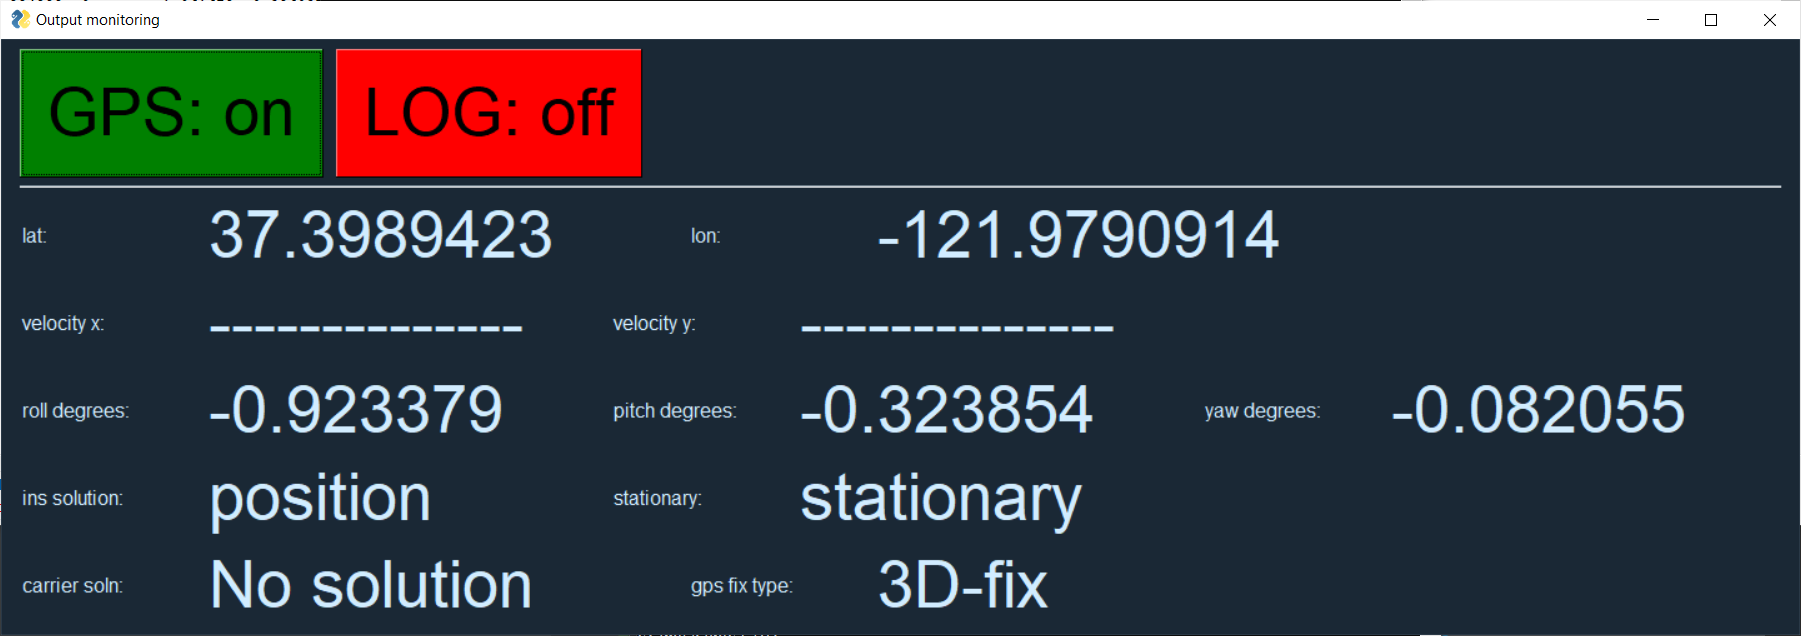 Output monitoring
GPS: on LOG: off
lat: 37.3989423 lon: -121.9790914
velocity x: -------------- velocity y: --------------
roll degrees: -0.923379 pitch degrees: -0.323854 yaw degrees: -0.082055
ins solution: position stationary: stationary
carrier soln: No solution gps fix type: 3D-fix